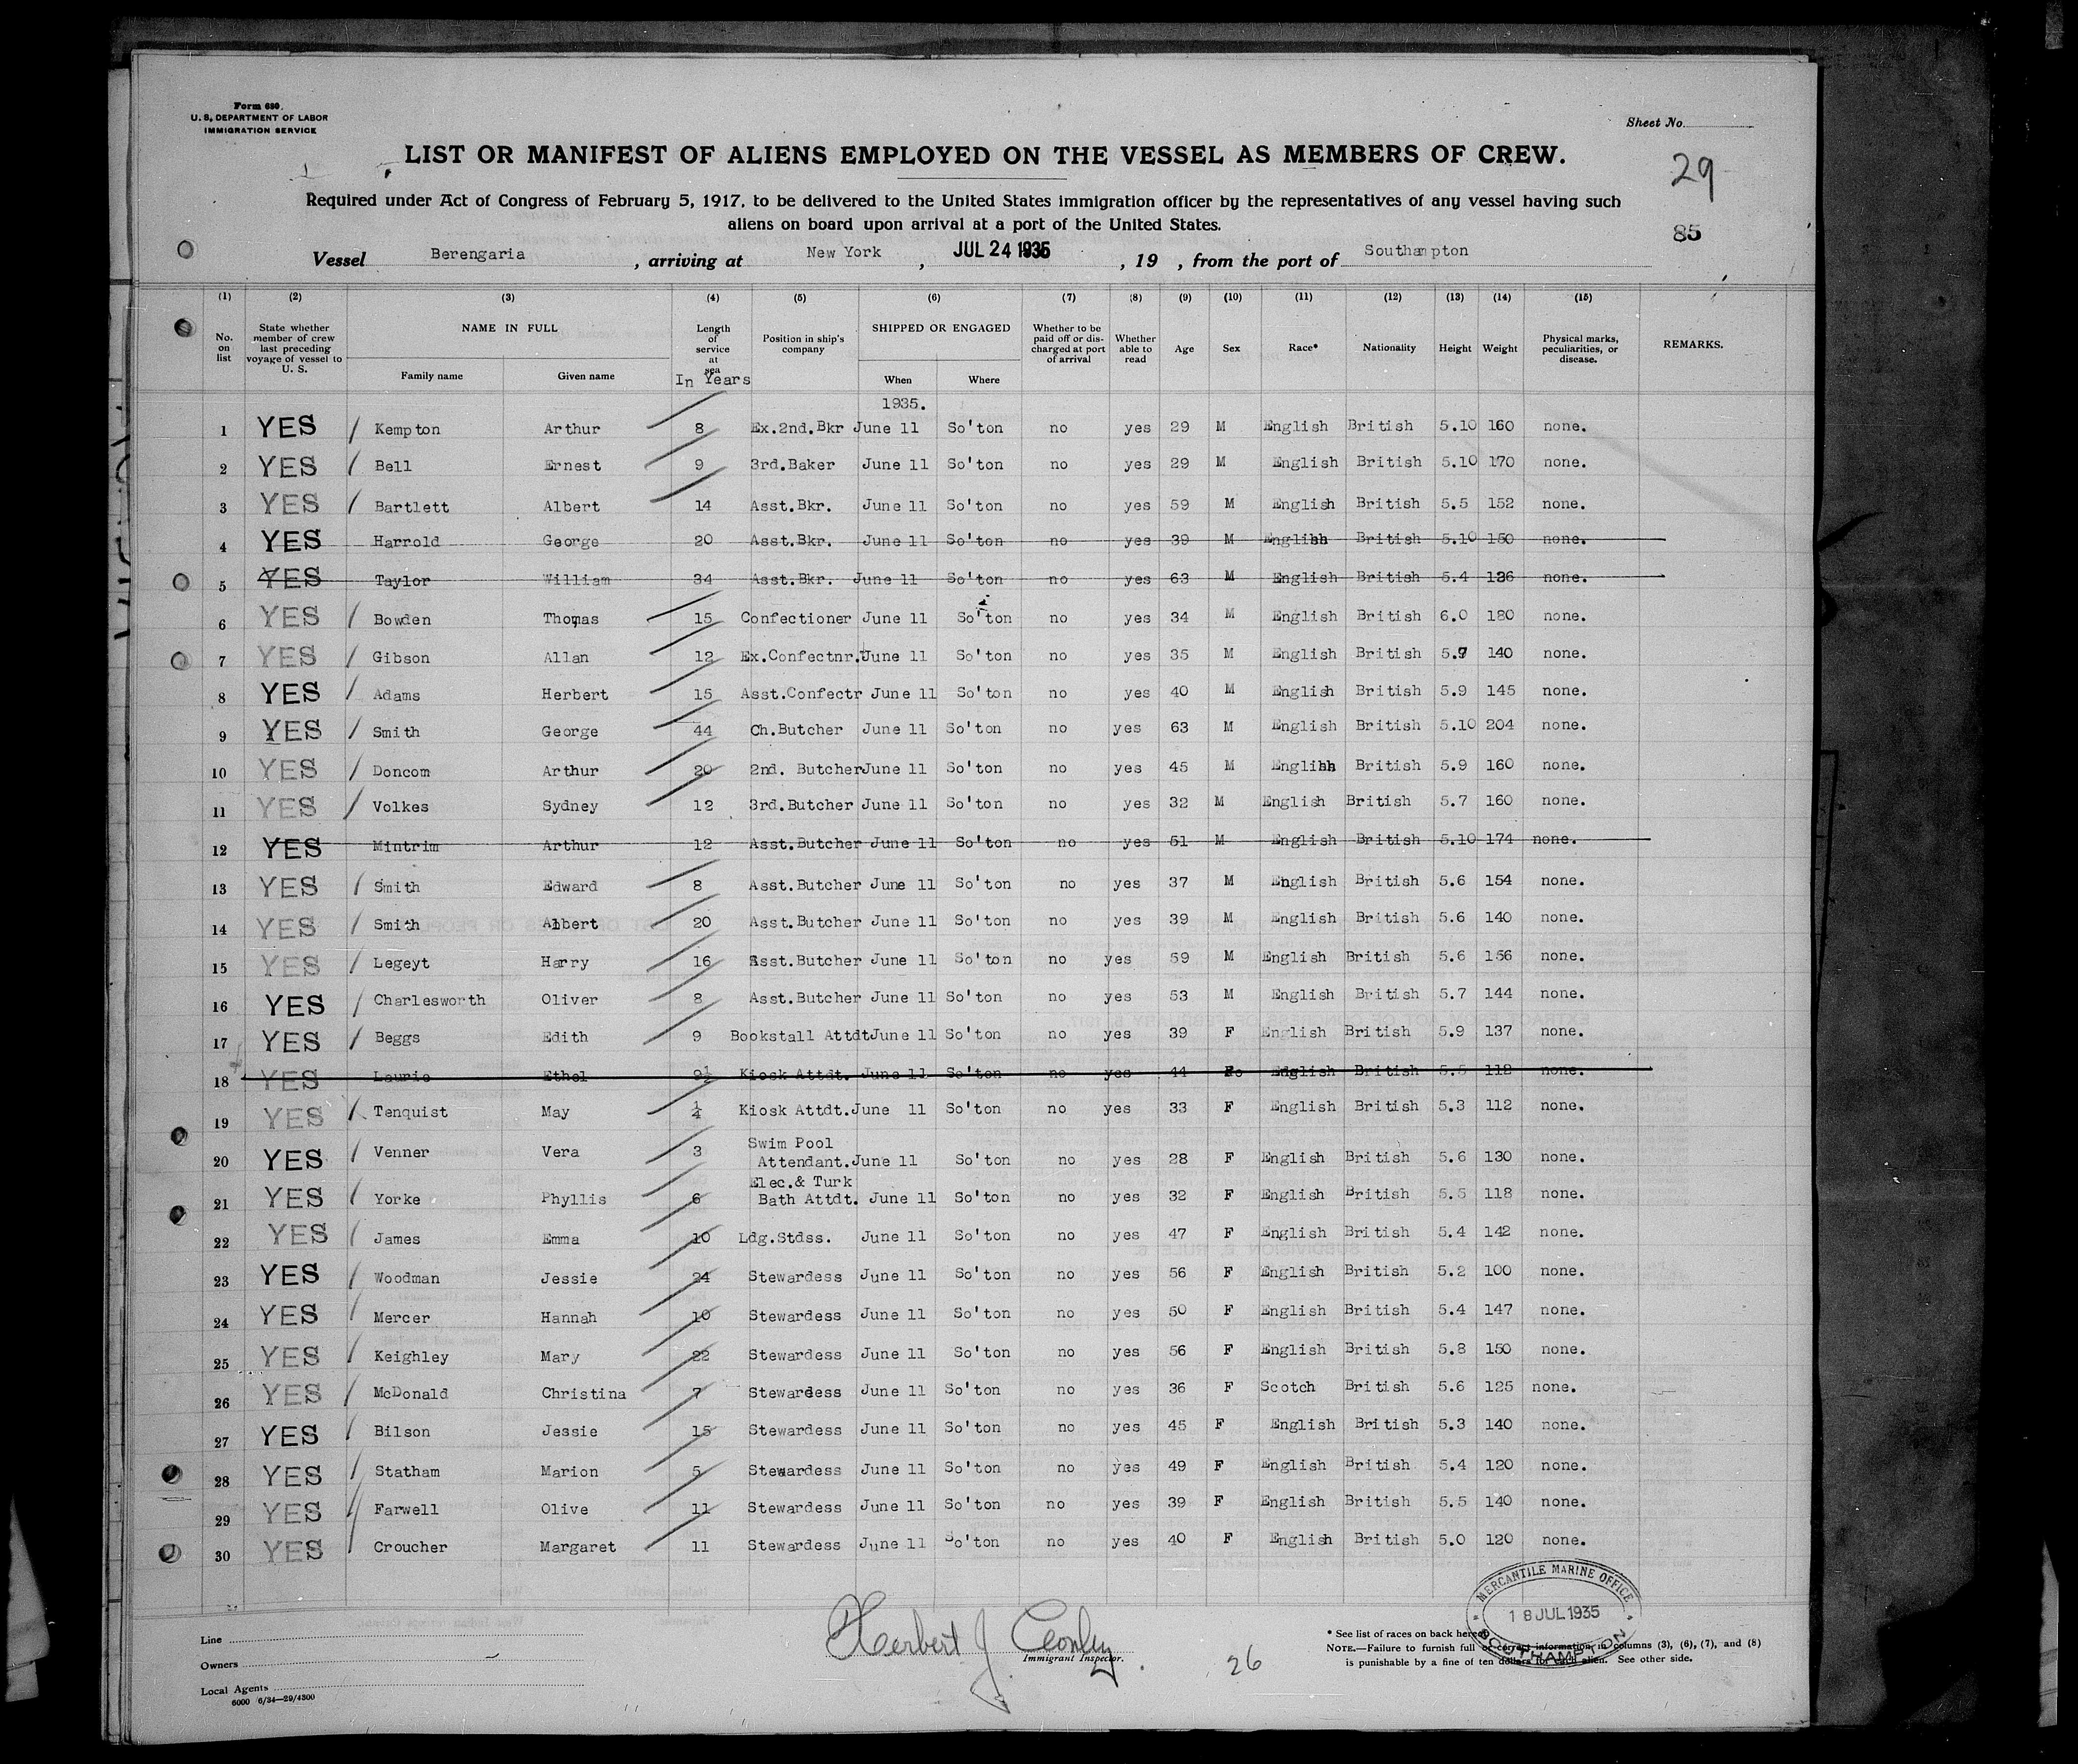 Form 680
U. S. DEPARTMENT OF LABOR
IMMIGRATION SERVICE
Sheet No.
LIST OR MANIFEST OF ALIENS EMPLOYED ON THE VESSEL AS MEMBERS OF CREW.
29
Required under Act of Congress of February 5, 1917, to be delivered to the United States immigration officer by the representatives of any vessel having such
aliens on board upon arrival at a port of the United States.
85
Vessel Berengaria, arriving at New York, JUL 24 1935, 19 , from the port of Southampton
(1) (2) (3) (4) (5) (6) (7) (8) (9) (10) (11) (12) (13) (14) (15)
No. on list State whether member of crew last preceding voyage of vessel to U. S. NAME IN FULL Family name Given name Length of service at sea In Years Position in ship's company SHIPPED OR ENGAGED When Where Whether to be paid off or discharged at port of arrival Whether able to read Age Sex Race* Nationality Height Weight Physical marks, peculiarities, or disease. REMARKS.
1935.
1 YES Kempton Arthur 8 Ex.2nd.Bkr June 11 So'ton no yes 29 M English British 5.10 160 none.
2 YES Bell Ernest 9 3rd.Baker June 11 So'ton no yes 29 M English British 5.10 170 none.
3 YES Bartlett Albert 14 Asst.Bkr. June 11 So'ton no yes 59 M English British 5.5 152 none.
4 YES Harrold George 20 Asst.Bkr. June 11 So'ton no yes 39 M English British 5.10 150 none.
5 YES Taylor William 34 Asst.Bkr. June 11 So'ton no yes 63 M English British 5.4 136 none.
6 YES Bowden Thomas 15 Confectioner June 11 So'ton no yes 34 M English British 6.0 180 none.
7 YES Gibson Allan 12 Ex.Confectnr. June 11 So'ton no yes 35 M English British 5.7 140 none.
8 YES Adams Herbert 15 Asst.Confectr June 11 So'ton no yes 40 M English British 5.9 145 none.
9 YES Smith George 44 Ch.Butcher June 11 So'ton no yes 63 M English British 5.10 204 none.
10 YES Doncom Arthur 20 2nd. Butcher June 11 So'ton no yes 45 M English British 5.9 160 none.
11 YES Volkes Sydney 12 3rd.Butcher June 11 So'ton no yes 32 M English British 5.7 160 none.
12 YES Mintrim Arthur 12 Asst.Butcher June 11 So'ton no yes 51 M English British 5.10 174 none.
13 YES Smith Edward 8 Asst.Butcher June 11 So'ton no yes 37 M English British 5.6 154 none.
14 YES Smith Albert 20 Asst.Butcher June 11 So'ton no yes 39 M English British 5.6 140 none.
15 YES Legeyt Harry 16 Asst.Butcher June 11 So'ton no yes 59 M English British 5.6 156 none.
16 YES Charlesworth Oliver 8 Asst.Butcher June 11 So'ton no yes 53 M English British 5.7 144 none.
17 YES Beggs Edith 9 Bookstall Attdt June 11 So'ton no yes 39 F English British 5.9 137 none.
18 YES Laurie Ethel 9½ Kiosk Attdt. June 11 So'ton no yes 44 F English British 5.5 118 none.
19 YES Tenquist May ¼ Kiosk Attdt. June 11 So'ton no yes 33 F English British 5.3 112 none.
20 YES Venner Vera 3 Swim Pool Attendant. June 11 So'ton no yes 28 F English British 5.6 130 none.
21 YES Yorke Phyllis 6 Elec.& Turk Bath Attdt. June 11 So'ton no yes 32 F English British 5.5 118 none.
22 YES James Emma 10 Ldg.Stdss. June 11 So'ton no yes 47 F English British 5.4 142 none.
23 YES Woodman Jessie 24 Stewardess June 11 So'ton no yes 56 F English British 5.2 100 none.
24 YES Mercer Hannah 10 Stewardess June 11 So'ton no yes 50 F English British 5.4 147 none.
25 YES Keighley Mary 22 Stewardess June 11 So'ton no yes 56 F English British 5.8 150 none.
26 YES McDonald Christina 7 Stewardess June 11 So'ton no yes 36 F Scotch British 5.6 125 none.
27 YES Bilson Jessie 15 Stewardess June 11 So'ton no yes 45 F English British 5.3 140 none.
28 YES Statham Marion 5 Stewardess June 11 So'ton no yes 49 F English British 5.4 120 none.
29 YES Farwell Olive 11 Stewardess June 11 So'ton no yes 39 F English British 5.5 140 none.
30 YES Croucher Margaret 11 Stewardess June 11 So'ton no yes 40 F English British 5.0 120 none.
MERCANTILE MARINE OFFICE
18 JUL 1935
SOUTHAMPTON
Line
Owners
Local Agents
6000 6/34—29/4300
Herbert J.
Immigrant Inspector.
26
* See list of races on back hereof.
NOTE.—Failure to furnish full or correct information in columns (3), (6), (7), and (8)
is punishable by a fine of ten dollars for each alien. See other side.